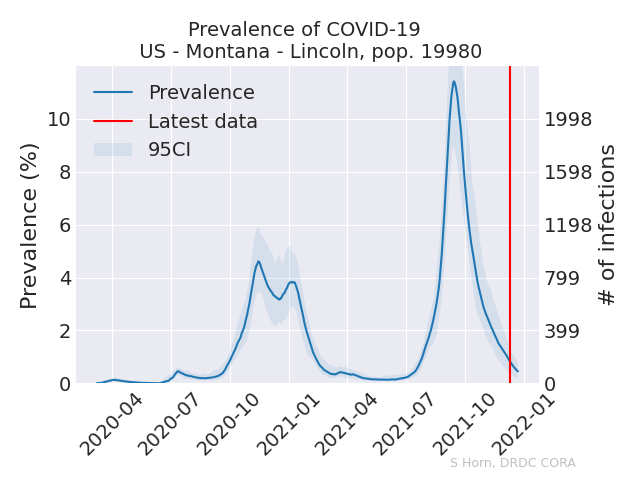 Prevalence of COVID-19
US - Montana - Lincoln, pop. 19980
Prevalence
Latest data
95CI
Prevalence (%)
10
8
6
4
2
0
# of infections
1998
1598
1198
799
399
0
2020-04
2020-07
2020-10
2021-01
2021-04
2021-07
2021-10
2022-01
S Horn, DRDC CORA